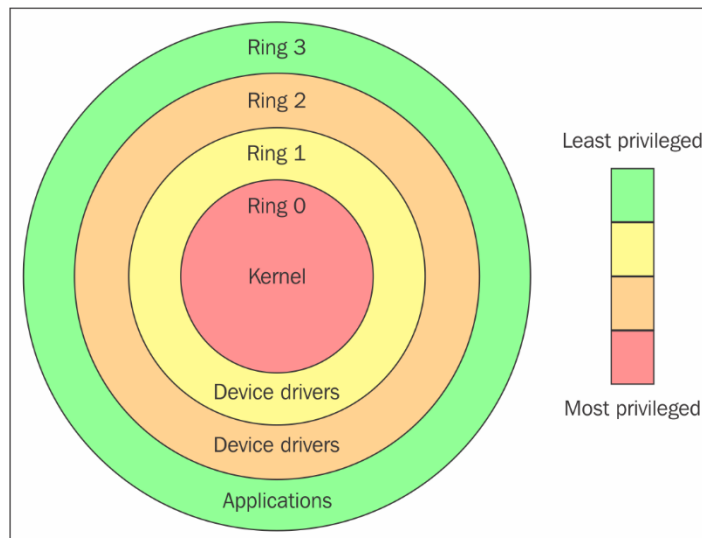 Ring 3
Ring 2
Ring 1
Ring 0
Kernel
Device drivers
Device drivers
Applications
Least privileged
Most privileged